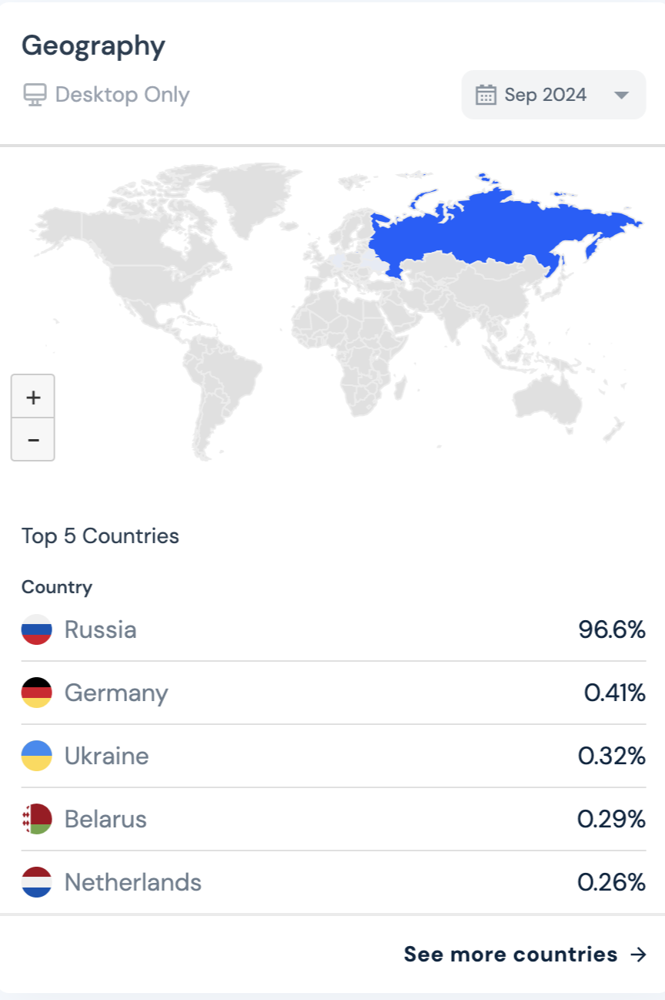 Geography
Desktop Only
Sep 2024
+
−
Top 5 Countries
Country
Russia 96.6%
Germany 0.41%
Ukraine 0.32%
Belarus 0.29%
Netherlands 0.26%
See more countries →